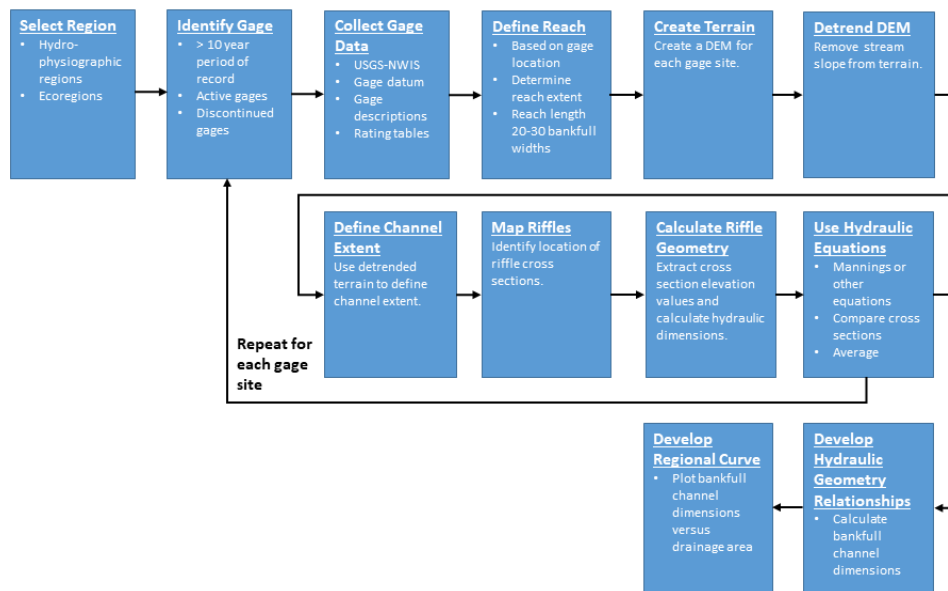 Select Region
• Hydro-
physiographic
regions
• Ecoregions
Identify Gage
• > 10 year
period of
record
• Active gages
• Discontinued
gages
Collect Gage
Data
• USGS-NWIS
• Gage datum
• Gage
descriptions
• Rating tables
Define Reach
• Based on gage
location
• Determine
reach extent
• Reach length
20-30 bankfull
widths
Create Terrain
Create a DEM for
each gage site.
Detrend DEM
Remove stream
slope from terrain.
Define Channel
Extent
Use detrended
terrain to define
channel extent.
Map Riffles
Identify location of
riffle cross
sections.
Calculate Riffle
Geometry
Extract cross
section elevation
values and
calculate hydraulic
dimensions.
Use Hydraulic
Equations
• Mannings or
other
equations
• Compare cross
sections
• Average
Repeat for
each gage
site
Develop
Regional Curve
• Plot bankfull
channel
dimensions
versus
drainage area
Develop
Hydraulic
Geometry
Relationships
• Calculate
bankfull
channel
dimensions